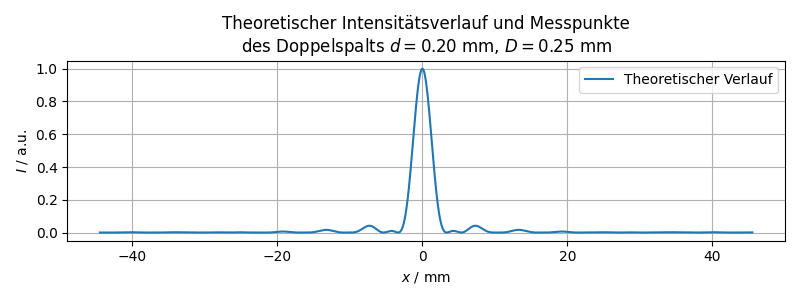 Theoretischer Intensitätsverlauf und Messpunkte
des Doppelspalts d = 0.20 mm, D = 0.25 mm
Theoretischer Verlauf
1.0
0.8
0.6
0.4
0.2
0.0
I / a.u.
−40
−20
0
20
40
x / mm